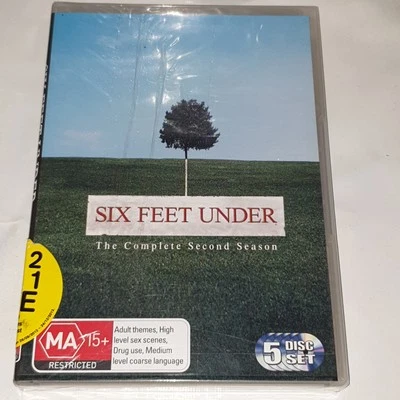 SIX FEET UNDER
The Complete Second Season
2
1
E
MA 15+
RESTRICTED
Adult themes, High
level sex scenes,
Drug use, Medium
level coarse language
5 DISC
SET